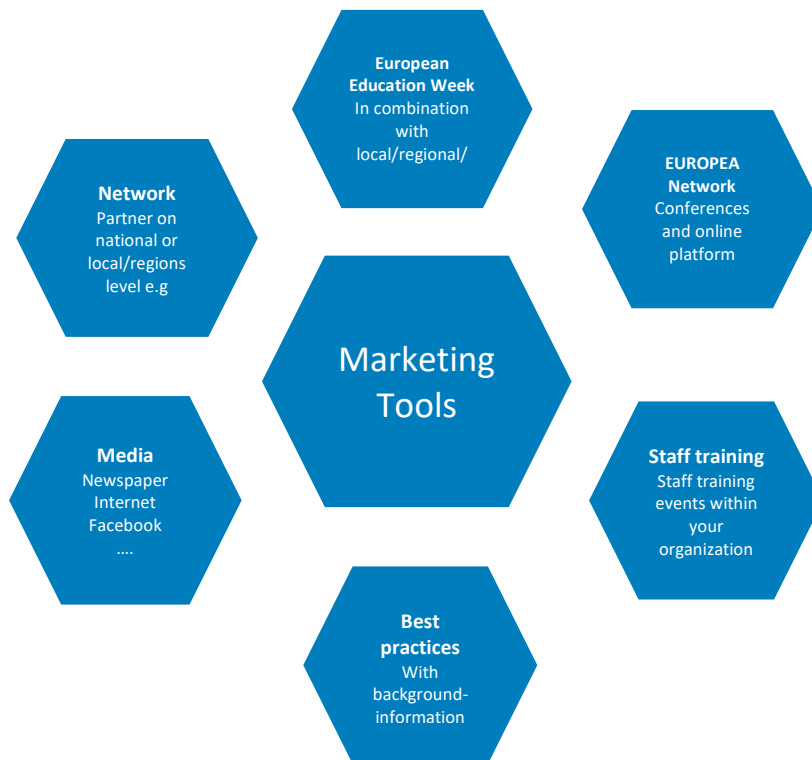 European
Education Week
In combination
with
local/regional/
EUROPEA
Network
Conferences
and online
platform
Network
Partner on
national or
local/regions
level e.g
Marketing
Tools
Media
Newspaper
Internet
Facebook
....
Staff training
Staff training
events within
your
organization
Best
practices
With
background-
information